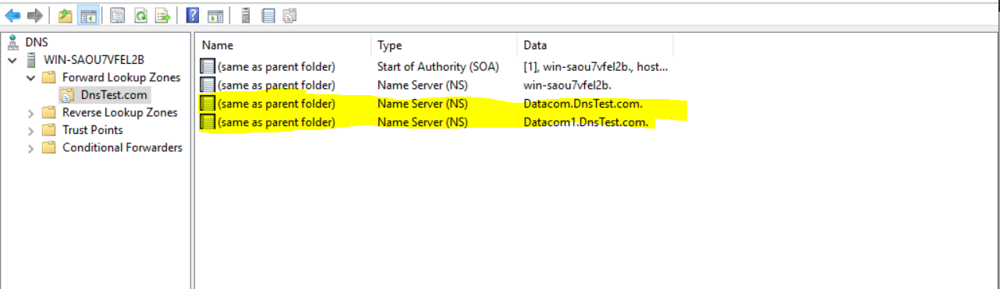 DNS
WIN-SAOU7VFEL2B
Forward Lookup Zones
DnsTest.com
Reverse Lookup Zones
Trust Points
Conditional Forwarders
Name Type Data
(same as parent folder) Start of Authority (SOA) [1], win-saou7vfel2b., host...
(same as parent folder) Name Server (NS) win-saou7vfel2b.
(same as parent folder) Name Server (NS) Datacom.DnsTest.com.
(same as parent folder) Name Server (NS) Datacom1.DnsTest.com.